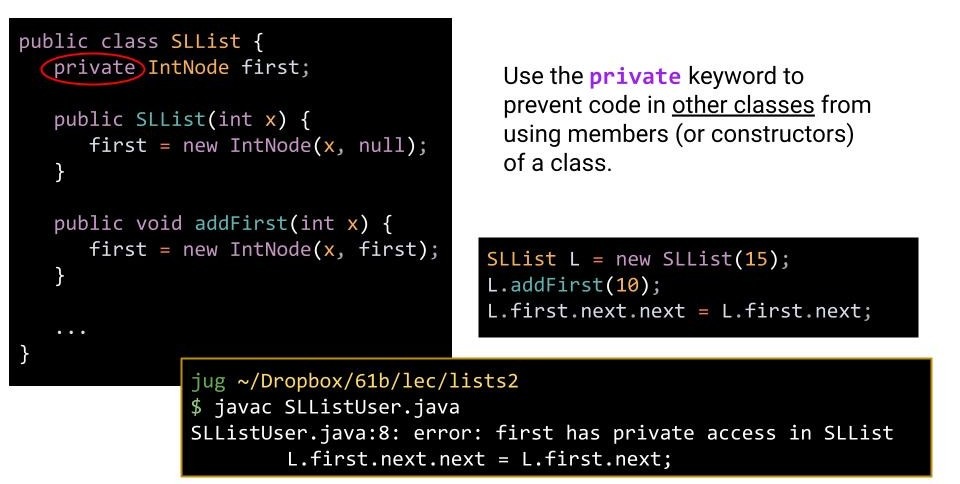 public class SLList {
private IntNode first;
public SLList(int x) {
first = new IntNode(x, null);
}
public void addFirst(int x) {
first = new IntNode(x, first);
}
...
}
Use the private keyword to
prevent code in other classes from
using members (or constructors)
of a class.
SLList L = new SLList(15);
L.addFirst(10);
L.first.next.next = L.first.next;
jug ~/Dropbox/61b/lec/lists2
$ javac SLListUser.java
SLListUser.java:8: error: first has private access in SLList
L.first.next.next = L.first.next;